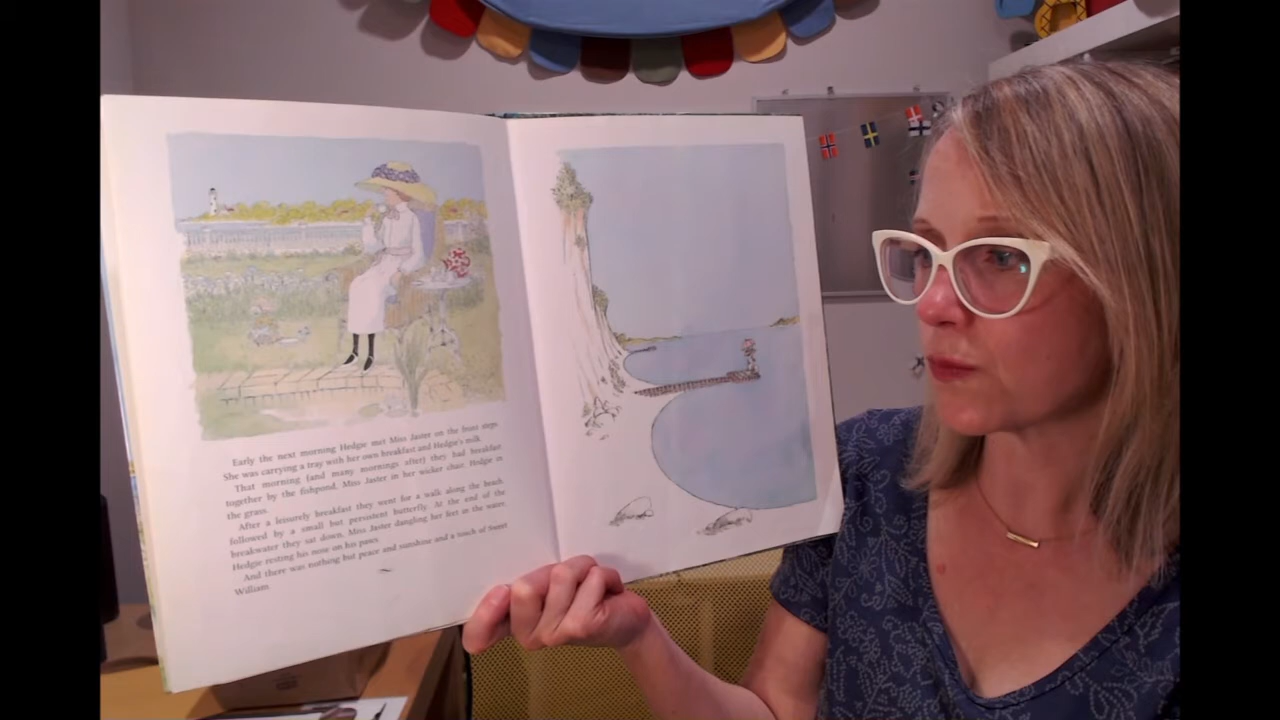 Early the next morning Hedgie met Miss Jaster on the front steps.
She was carrying a tray with her own breakfast and Hedgie's milk.
That morning (and many mornings after) they had breakfast
together by the fishpond, Miss Jaster in her wicker chair, Hedgie in
the grass.
After a leisurely breakfast they went for a walk along the beach,
followed by a small but persistent butterfly. At the end of the
breakwater they sat down, Miss Jaster dangling her feet in the water,
Hedgie resting his nose on his paws.
And there was nothing but peace and sunshine and a touch of Sweet
William.